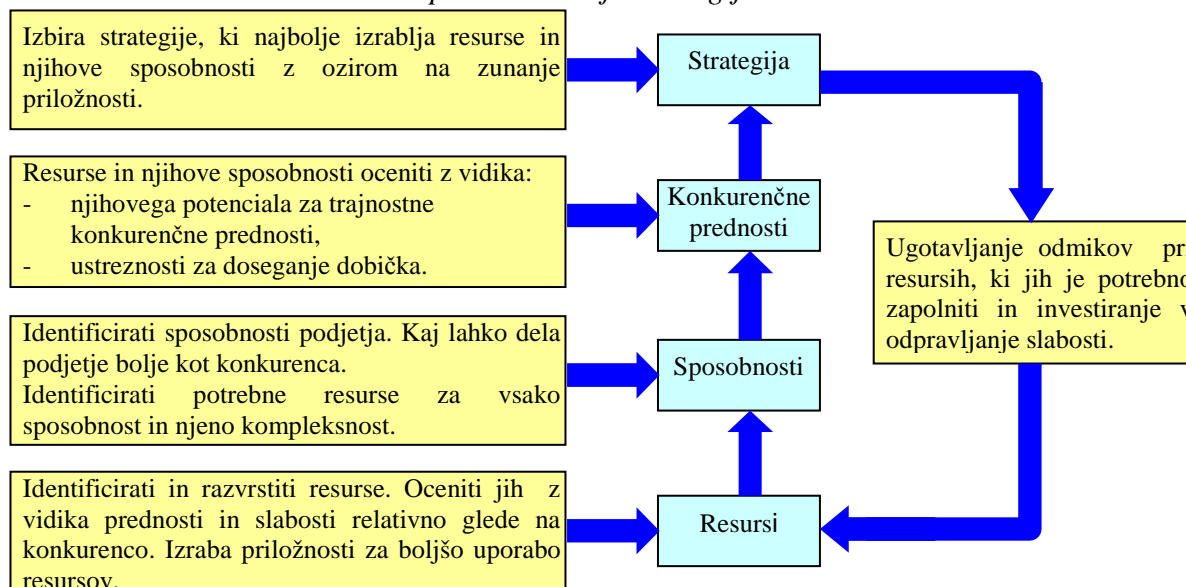 Izbira strategije, ki najbolje izrablja resurse in
njihove sposobnosti z ozirom na zunanje
priložnosti.
Strategija
Resurse in njihove sposobnosti oceniti z vidika:
- njihovega potenciala za trajnostne
konkurenčne prednosti,
- ustreznosti za doseganje dobička.
Konkurenčne
prednosti
Ugotavljanje odmikov pri
resursih, ki jih je potrebno
zapolniti in investiranje v
odpravljanje slabosti.
Identificirati sposobnosti podjetja. Kaj lahko dela
podjetje bolje kot konkurenca.
Identificirati potrebne resurse za vsako
sposobnost in njeno kompleksnost.
Sposobnosti
Identificirati in razvrstiti resurse. Oceniti jih z
vidika prednosti in slabosti relativno glede na
konkurenco. Izraba priložnosti za boljšo uporabo
resursov.
Resursi